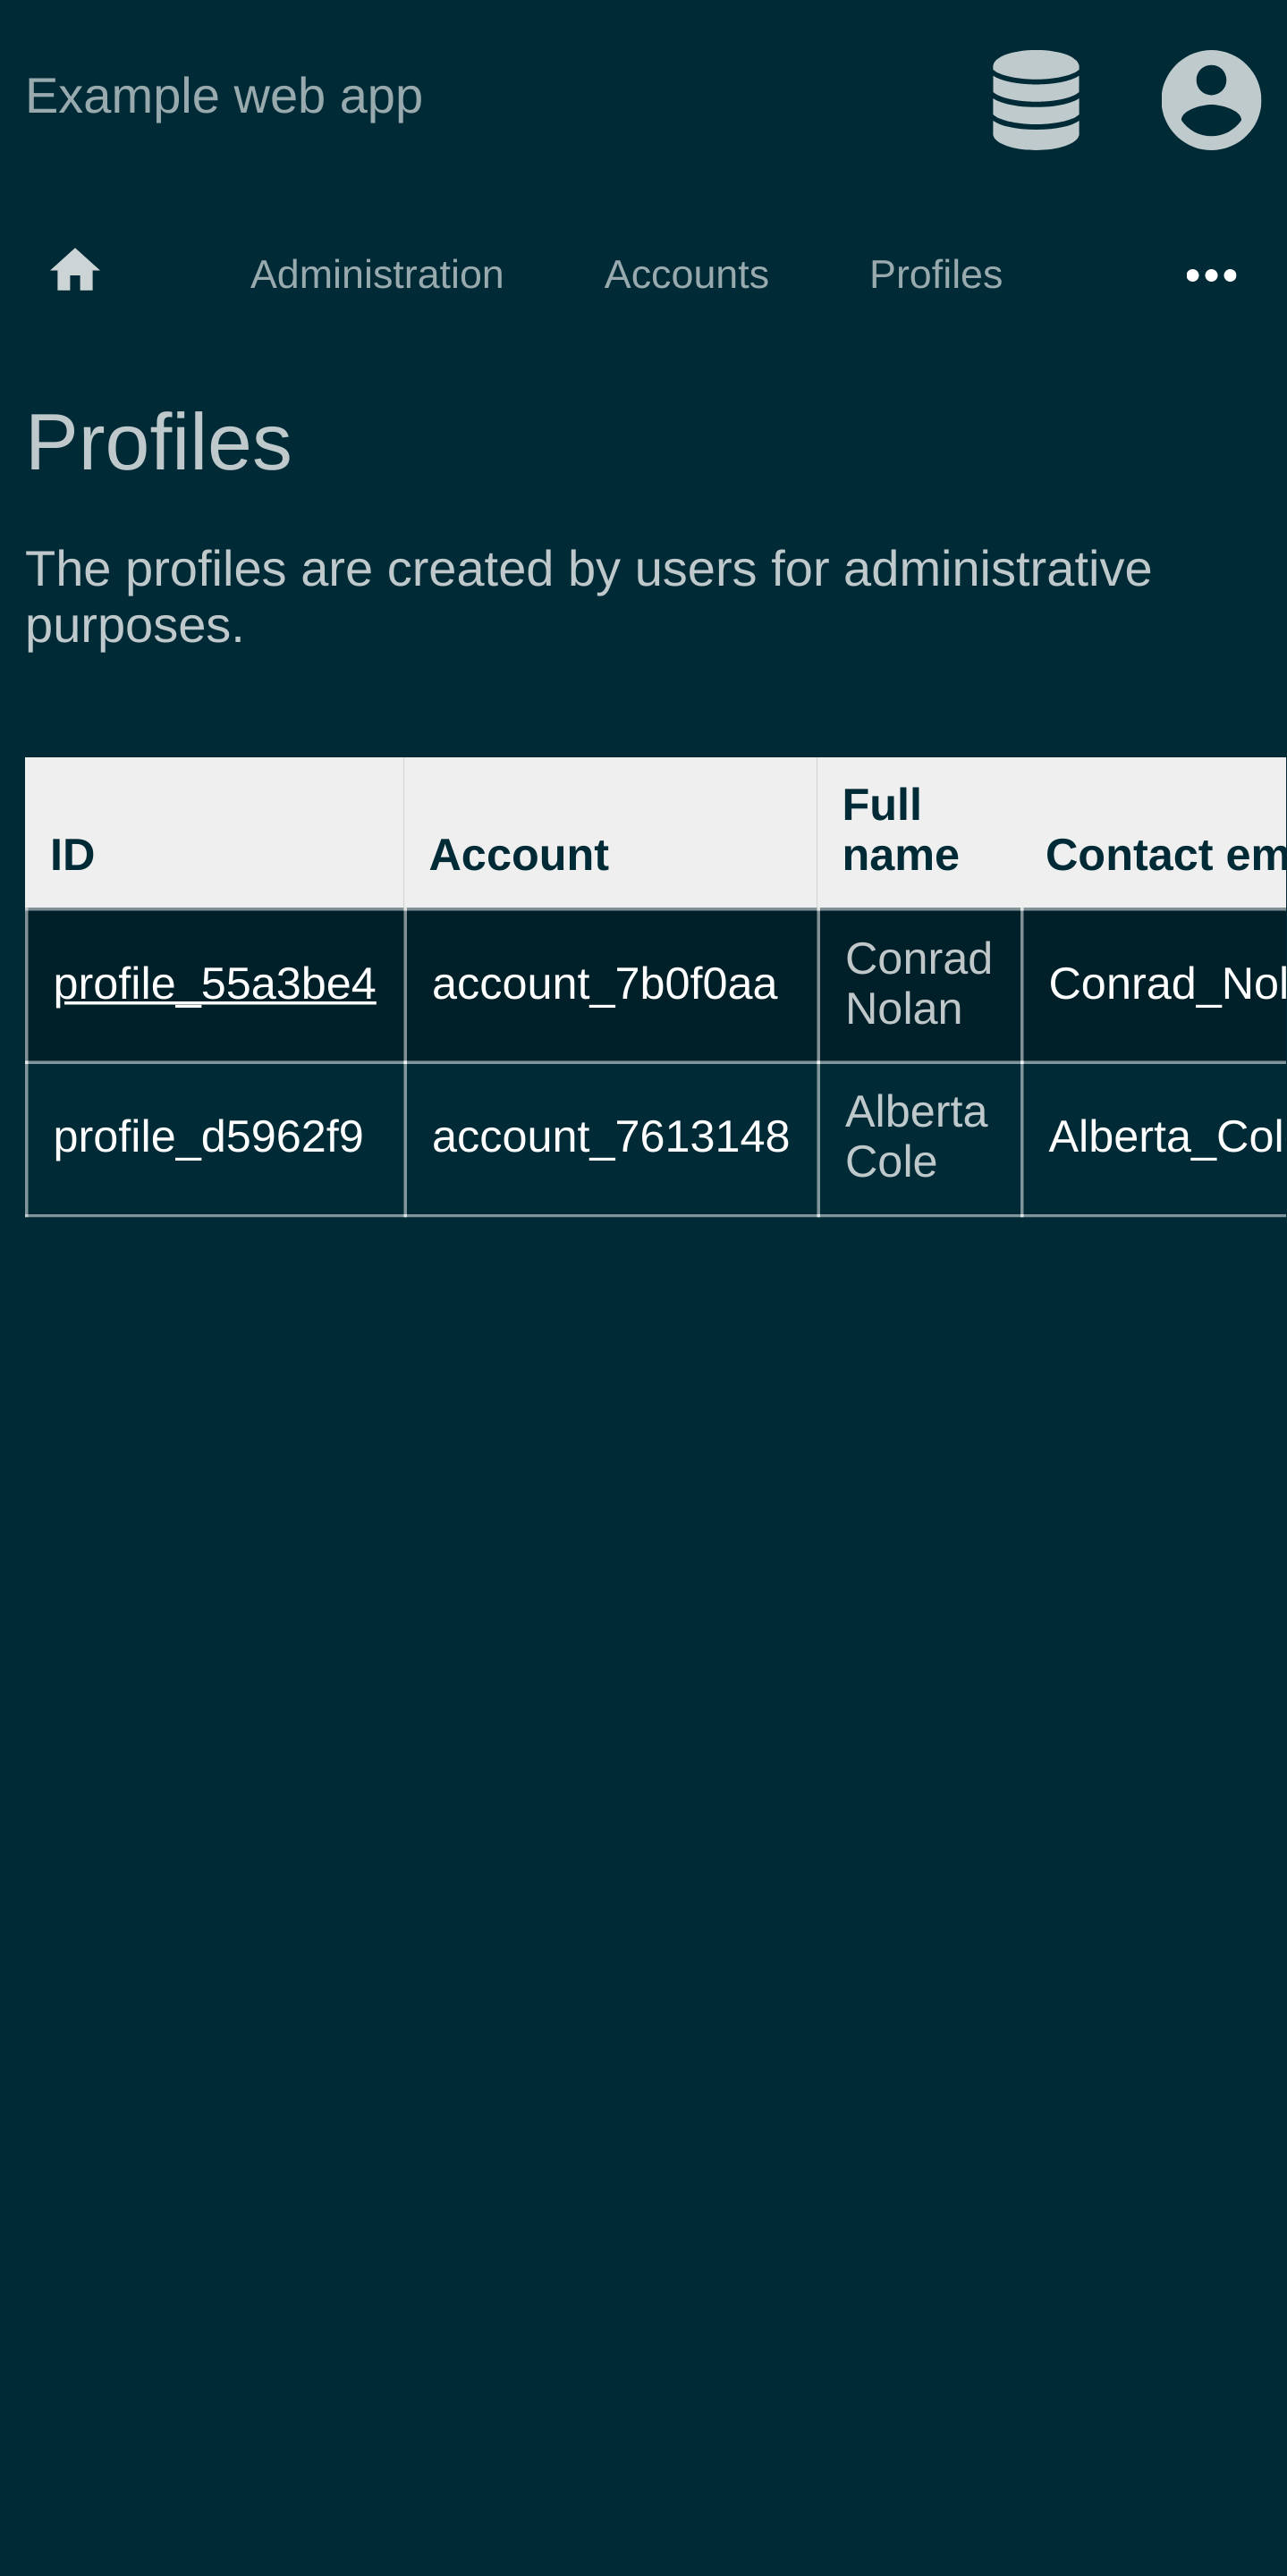 Example web app
Administration Accounts Profiles
Profiles
The profiles are created by users for administrative
purposes.
ID Account Full name Contact em
profile_55a3be4 account_7b0f0aa Conrad Nolan Conrad_Nol
profile_d5962f9 account_7613148 Alberta Cole Alberta_Col